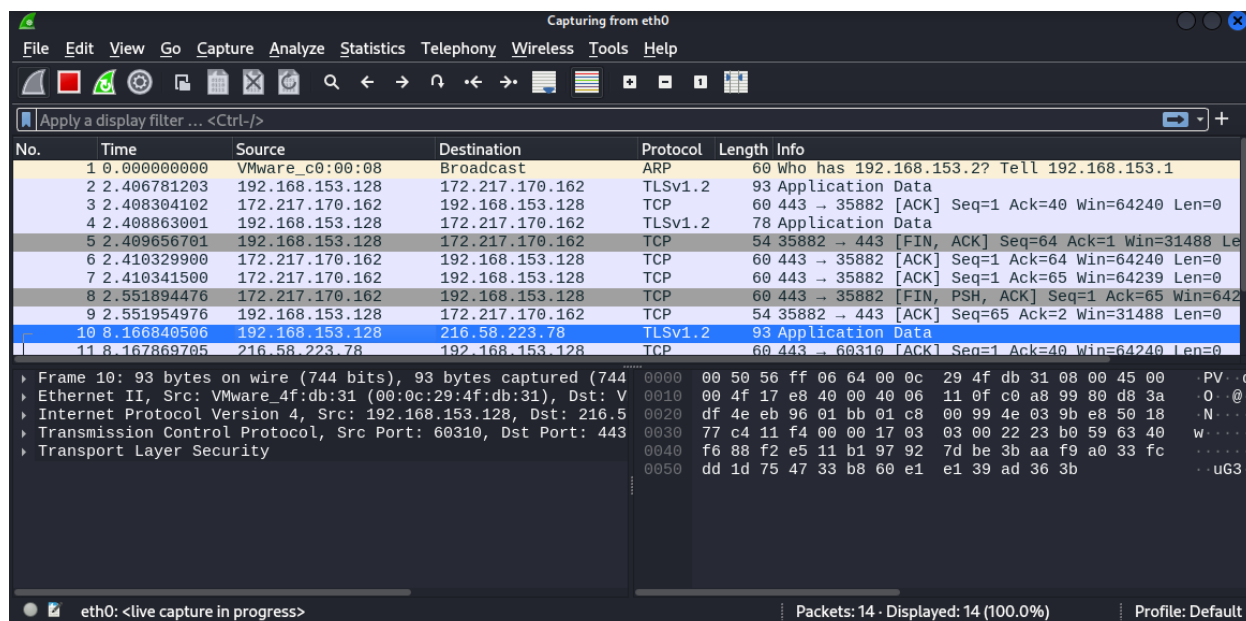 Capturing from eth0
File Edit View Go Capture Analyze Statistics Telephony Wireless Tools Help
Apply a display filter ... <Ctrl-/>
No. Time Source Destination Protocol Length Info
1 0.000000000 VMware_c0:00:08 Broadcast ARP 60 Who has 192.168.153.2? Tell 192.168.153.1
2 2.406781203 192.168.153.128 172.217.170.162 TLSv1.2 93 Application Data
3 2.408304102 172.217.170.162 192.168.153.128 TCP 60 443 → 35882 [ACK] Seq=1 Ack=40 Win=64240 Len=0
4 2.408863001 192.168.153.128 172.217.170.162 TLSv1.2 78 Application Data
5 2.409656701 192.168.153.128 172.217.170.162 TCP 54 35882 → 443 [FIN, ACK] Seq=64 Ack=1 Win=31488 Le
6 2.410329900 172.217.170.162 192.168.153.128 TCP 60 443 → 35882 [ACK] Seq=1 Ack=64 Win=64240 Len=0
7 2.410341500 172.217.170.162 192.168.153.128 TCP 60 443 → 35882 [ACK] Seq=1 Ack=65 Win=64239 Len=0
8 2.551894476 172.217.170.162 192.168.153.128 TCP 60 443 → 35882 [FIN, PSH, ACK] Seq=1 Ack=65 Win=642
9 2.551954976 192.168.153.128 172.217.170.162 TCP 54 35882 → 443 [ACK] Seq=65 Ack=2 Win=31488 Len=0
10 8.166840506 192.168.153.128 216.58.223.78 TLSv1.2 93 Application Data
11 8.167869705 216.58.223.78 192.168.153.128 TCP 60 443 → 60310 [ACK] Seq=1 Ack=40 Win=64240 Len=0
Frame 10: 93 bytes on wire (744 bits), 93 bytes captured (744
Ethernet II, Src: VMware_4f:db:31 (00:0c:29:4f:db:31), Dst: V
Internet Protocol Version 4, Src: 192.168.153.128, Dst: 216.5
Transmission Control Protocol, Src Port: 60310, Dst Port: 443
Transport Layer Security
0000 00 50 56 ff 06 64 00 0c 29 4f db 31 08 00 45 00 ·PV··d
0010 00 4f 17 e8 40 00 40 06 11 0f c0 a8 99 80 d8 3a ·O··@
0020 df 4e eb 96 01 bb 01 c8 00 99 4e 03 9b e8 50 18 ·N····
0030 77 c4 11 f4 00 00 17 03 03 00 22 23 b0 59 63 40 w·····
0040 f6 88 f2 e5 11 b1 97 92 7d be 3b aa f9 a0 33 fc ······
0050 dd 1d 75 47 33 b8 60 e1 e1 39 ad 36 3b ··uG3
eth0: <live capture in progress> Packets: 14 · Displayed: 14 (100.0%) Profile: Default